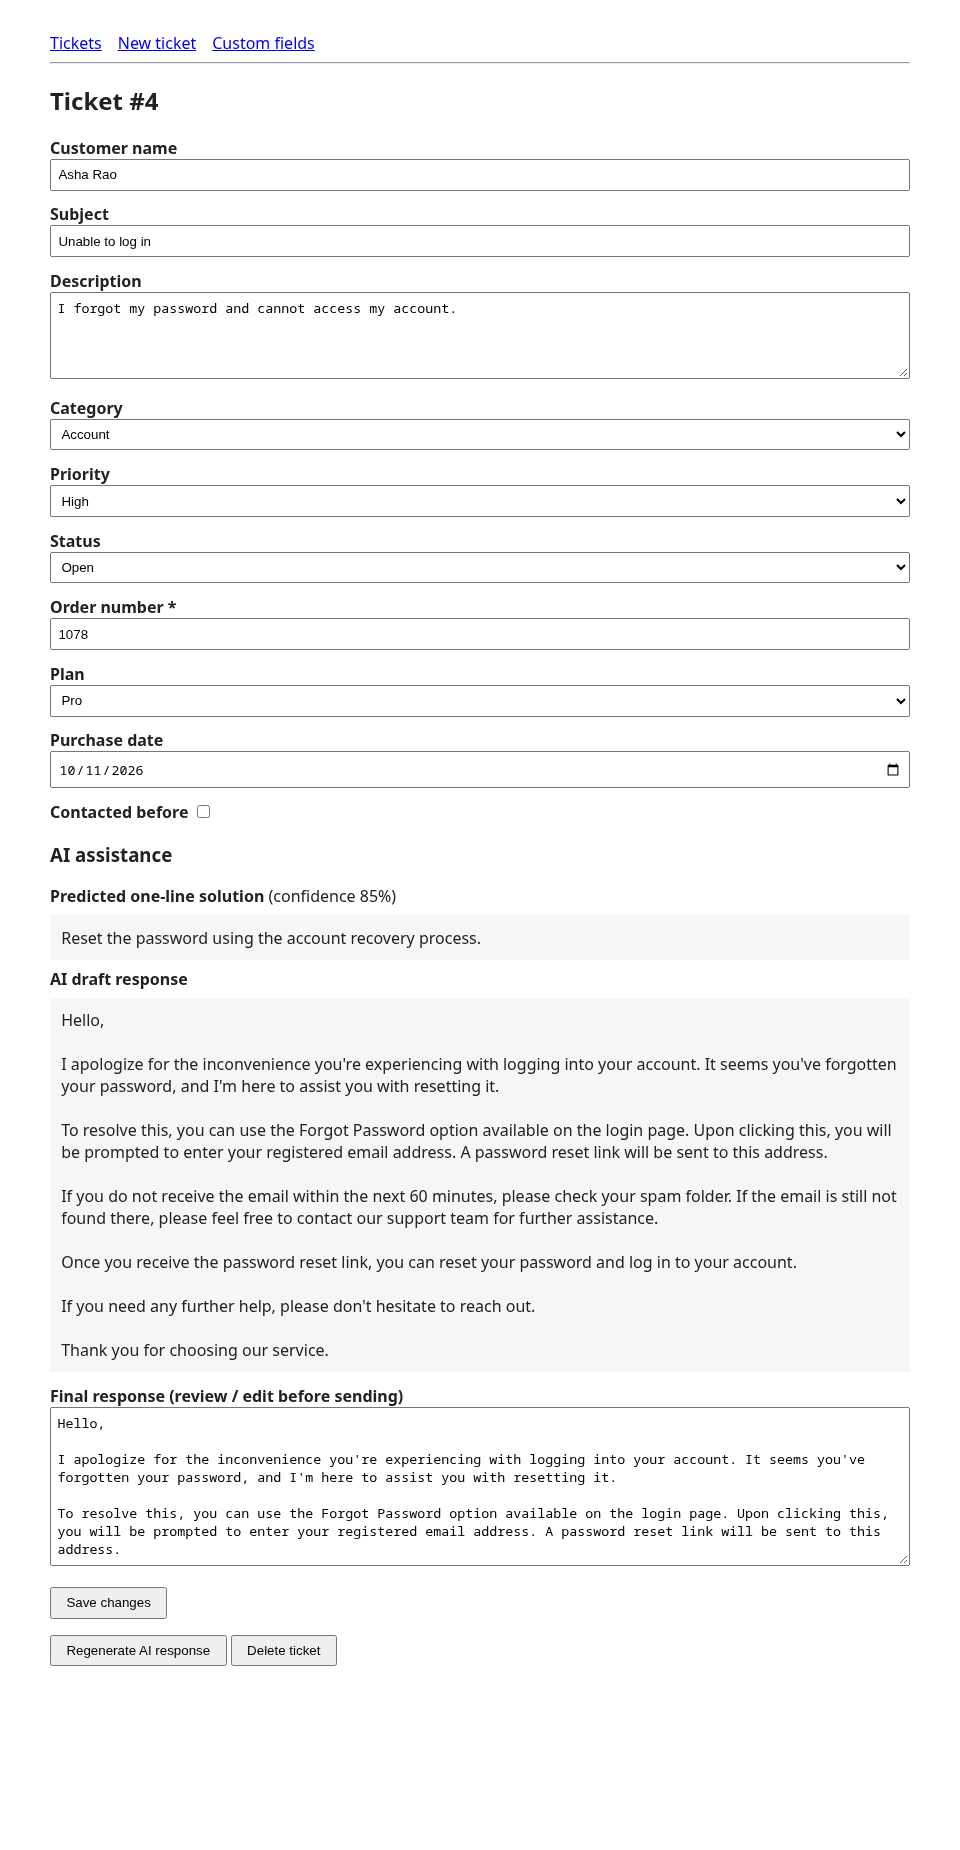 Tickets New ticket Custom fields
Ticket #4
Customer name
Asha Rao
Subject
Unable to log in
Description
I forgot my password and cannot access my account.
Category
Account
Priority
High
Status
Open
Order number *
1078
Plan
Pro
Purchase date
10/11/2026
Contacted before
AI assistance
Predicted one-line solution (confidence 85%)
Reset the password using the account recovery process.
AI draft response
Hello,
I apologize for the inconvenience you're experiencing with logging into your account. It seems you've forgotten
your password, and I'm here to assist you with resetting it.
To resolve this, you can use the Forgot Password option available on the login page. Upon clicking this, you will
be prompted to enter your registered email address. A password reset link will be sent to this address.
If you do not receive the email within the next 60 minutes, please check your spam folder. If the email is still not
found there, please feel free to contact our support team for further assistance.
Once you receive the password reset link, you can reset your password and log in to your account.
If you need any further help, please don't hesitate to reach out.
Thank you for choosing our service.
Final response (review / edit before sending)
Hello,
I apologize for the inconvenience you're experiencing with logging into your account. It seems you've
forgotten your password, and I'm here to assist you with resetting it.
To resolve this, you can use the Forgot Password option available on the login page. Upon clicking this,
you will be prompted to enter your registered email address. A password reset link will be sent to this
address.
Save changes
Regenerate AI response Delete ticket